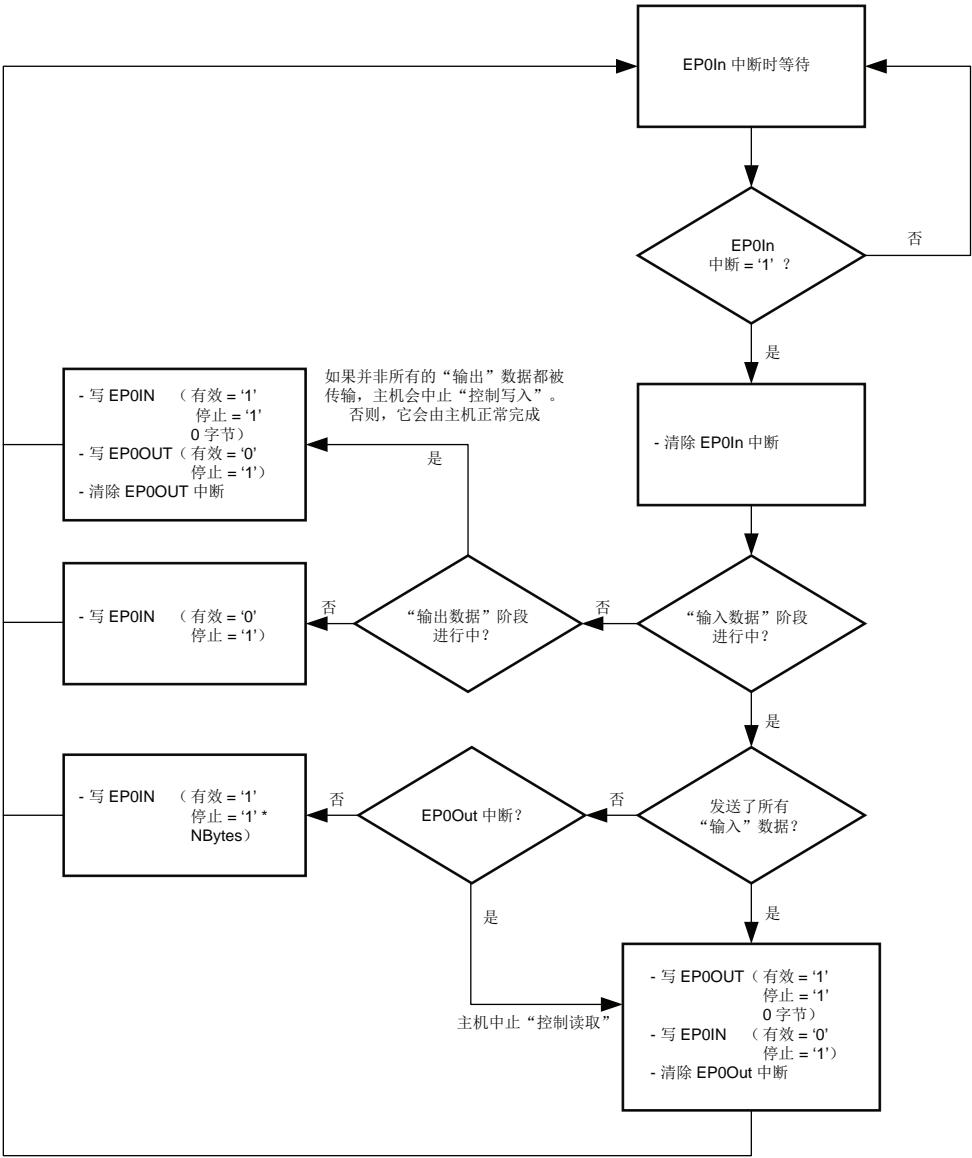 EP0In 中断时等待
EP0In
中断 = ‘1’ ？
否
是
如果并非所有的“输出”数据都被
传输，主机会中止“控制写入”。
否则，它会由主机正常完成
- 写 EP0IN （有效 = ‘1’
停止 = ‘1’
0 字节）
- 写 EP0OUT（有效 = ‘0’
停止 = ‘1’）
- 清除 EP0OUT 中断
是
- 清除 EP0In 中断
- 写 EP0IN （有效 = ‘0’
停止 = ‘1’）
否
“输出数据”阶段
进行中？
否
“输入数据”阶段
进行中？
是
- 写 EP0IN （有效 = ‘1’
停止 = ‘1’ *
NBytes）
否
EP0Out 中断？
否
发送了所有
“输入”数据？
是
是
主机中止“控制读取”
- 写 EP0OUT（有效 = ‘1’
停止 = ‘1’
0 字节）
- 写 EP0IN （有效 = ‘0’
停止 = ‘1’）
- 清除 EP0Out 中断